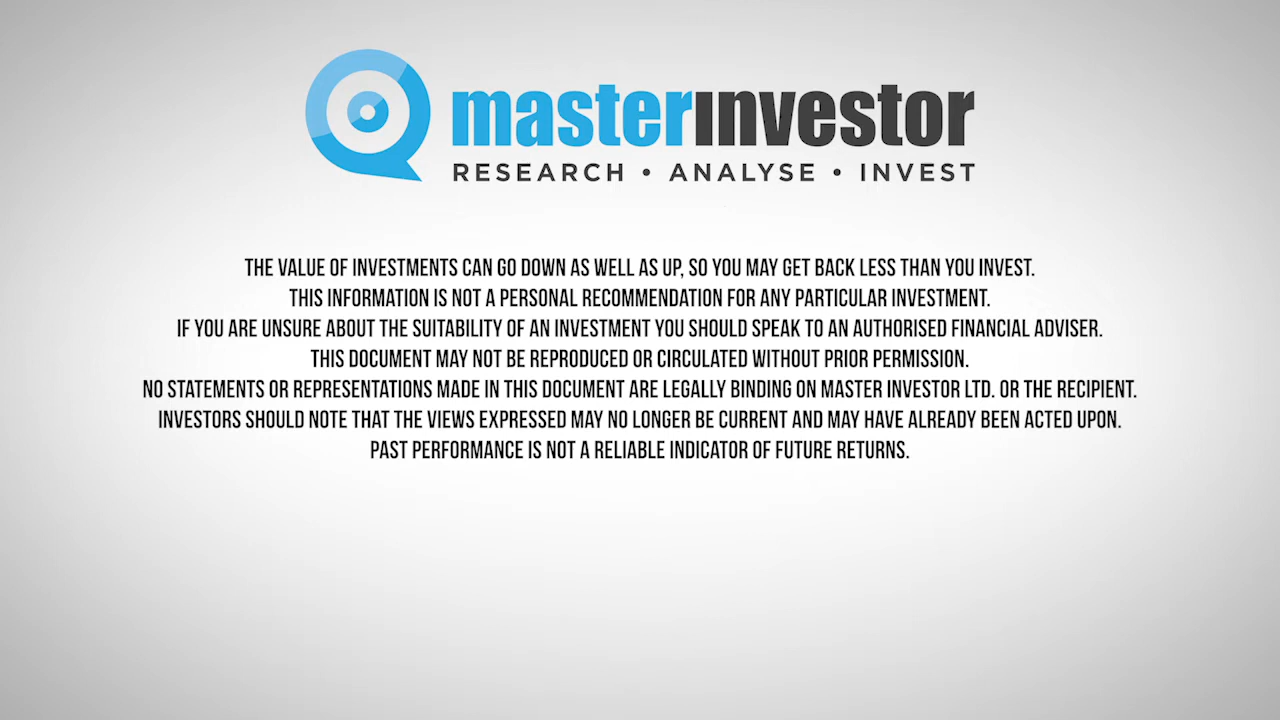 masterinvestor
RESEARCH • ANALYSE • INVEST
THE VALUE OF INVESTMENTS CAN GO DOWN AS WELL AS UP, SO YOU MAY GET BACK LESS THAN YOU INVEST.
THIS INFORMATION IS NOT A PERSONAL RECOMMENDATION FOR ANY PARTICULAR INVESTMENT.
IF YOU ARE UNSURE ABOUT THE SUITABILITY OF AN INVESTMENT YOU SHOULD SPEAK TO AN AUTHORISED FINANCIAL ADVISER.
THIS DOCUMENT MAY NOT BE REPRODUCED OR CIRCULATED WITHOUT PRIOR PERMISSION.
NO STATEMENTS OR REPRESENTATIONS MADE IN THIS DOCUMENT ARE LEGALLY BINDING ON MASTER INVESTOR LTD. OR THE RECIPIENT.
INVESTORS SHOULD NOTE THAT THE VIEWS EXPRESSED MAY NO LONGER BE CURRENT AND MAY HAVE ALREADY BEEN ACTED UPON.
PAST PERFORMANCE IS NOT A RELIABLE INDICATOR OF FUTURE RETURNS.